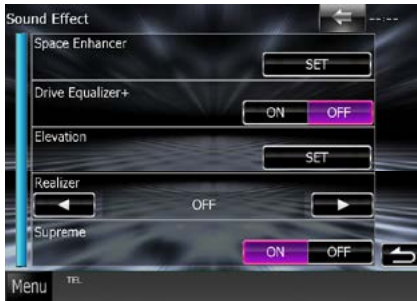 Sound Effect
--:--
Space Enhancer
SET
Drive Equalizer+
ON OFF
Elevation
SET
Realizer
OFF
Supreme
ON OFF
Menu TEL